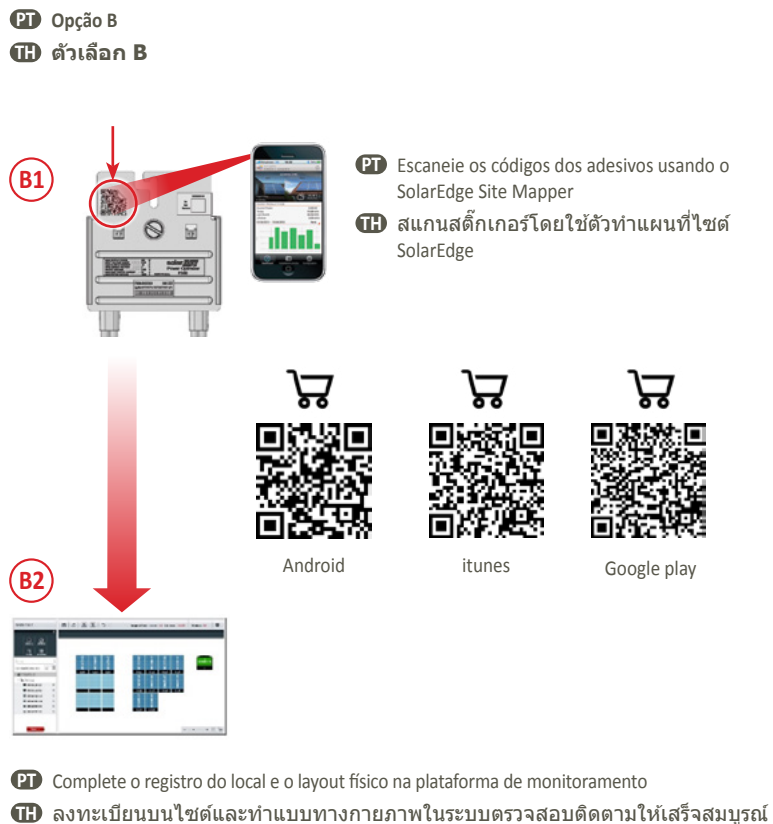 PT Opção B
TH ตัวเลือก B
B1
PT Escaneie os códigos dos adesivos usando o
SolarEdge Site Mapper
TH สแกนสติ๊กเกอร์โดยใช้ตัวทำแผนที่ไซต์
SolarEdge
Android
itunes
Google play
B2
PT Complete o registro do local e o layout físico na plataforma de monitoramento
TH ลงทะเบียนบนไซต์และทำแบบทางกายภาพในระบบตรวจสอบติดตามให้เสร็จสมบูรณ์